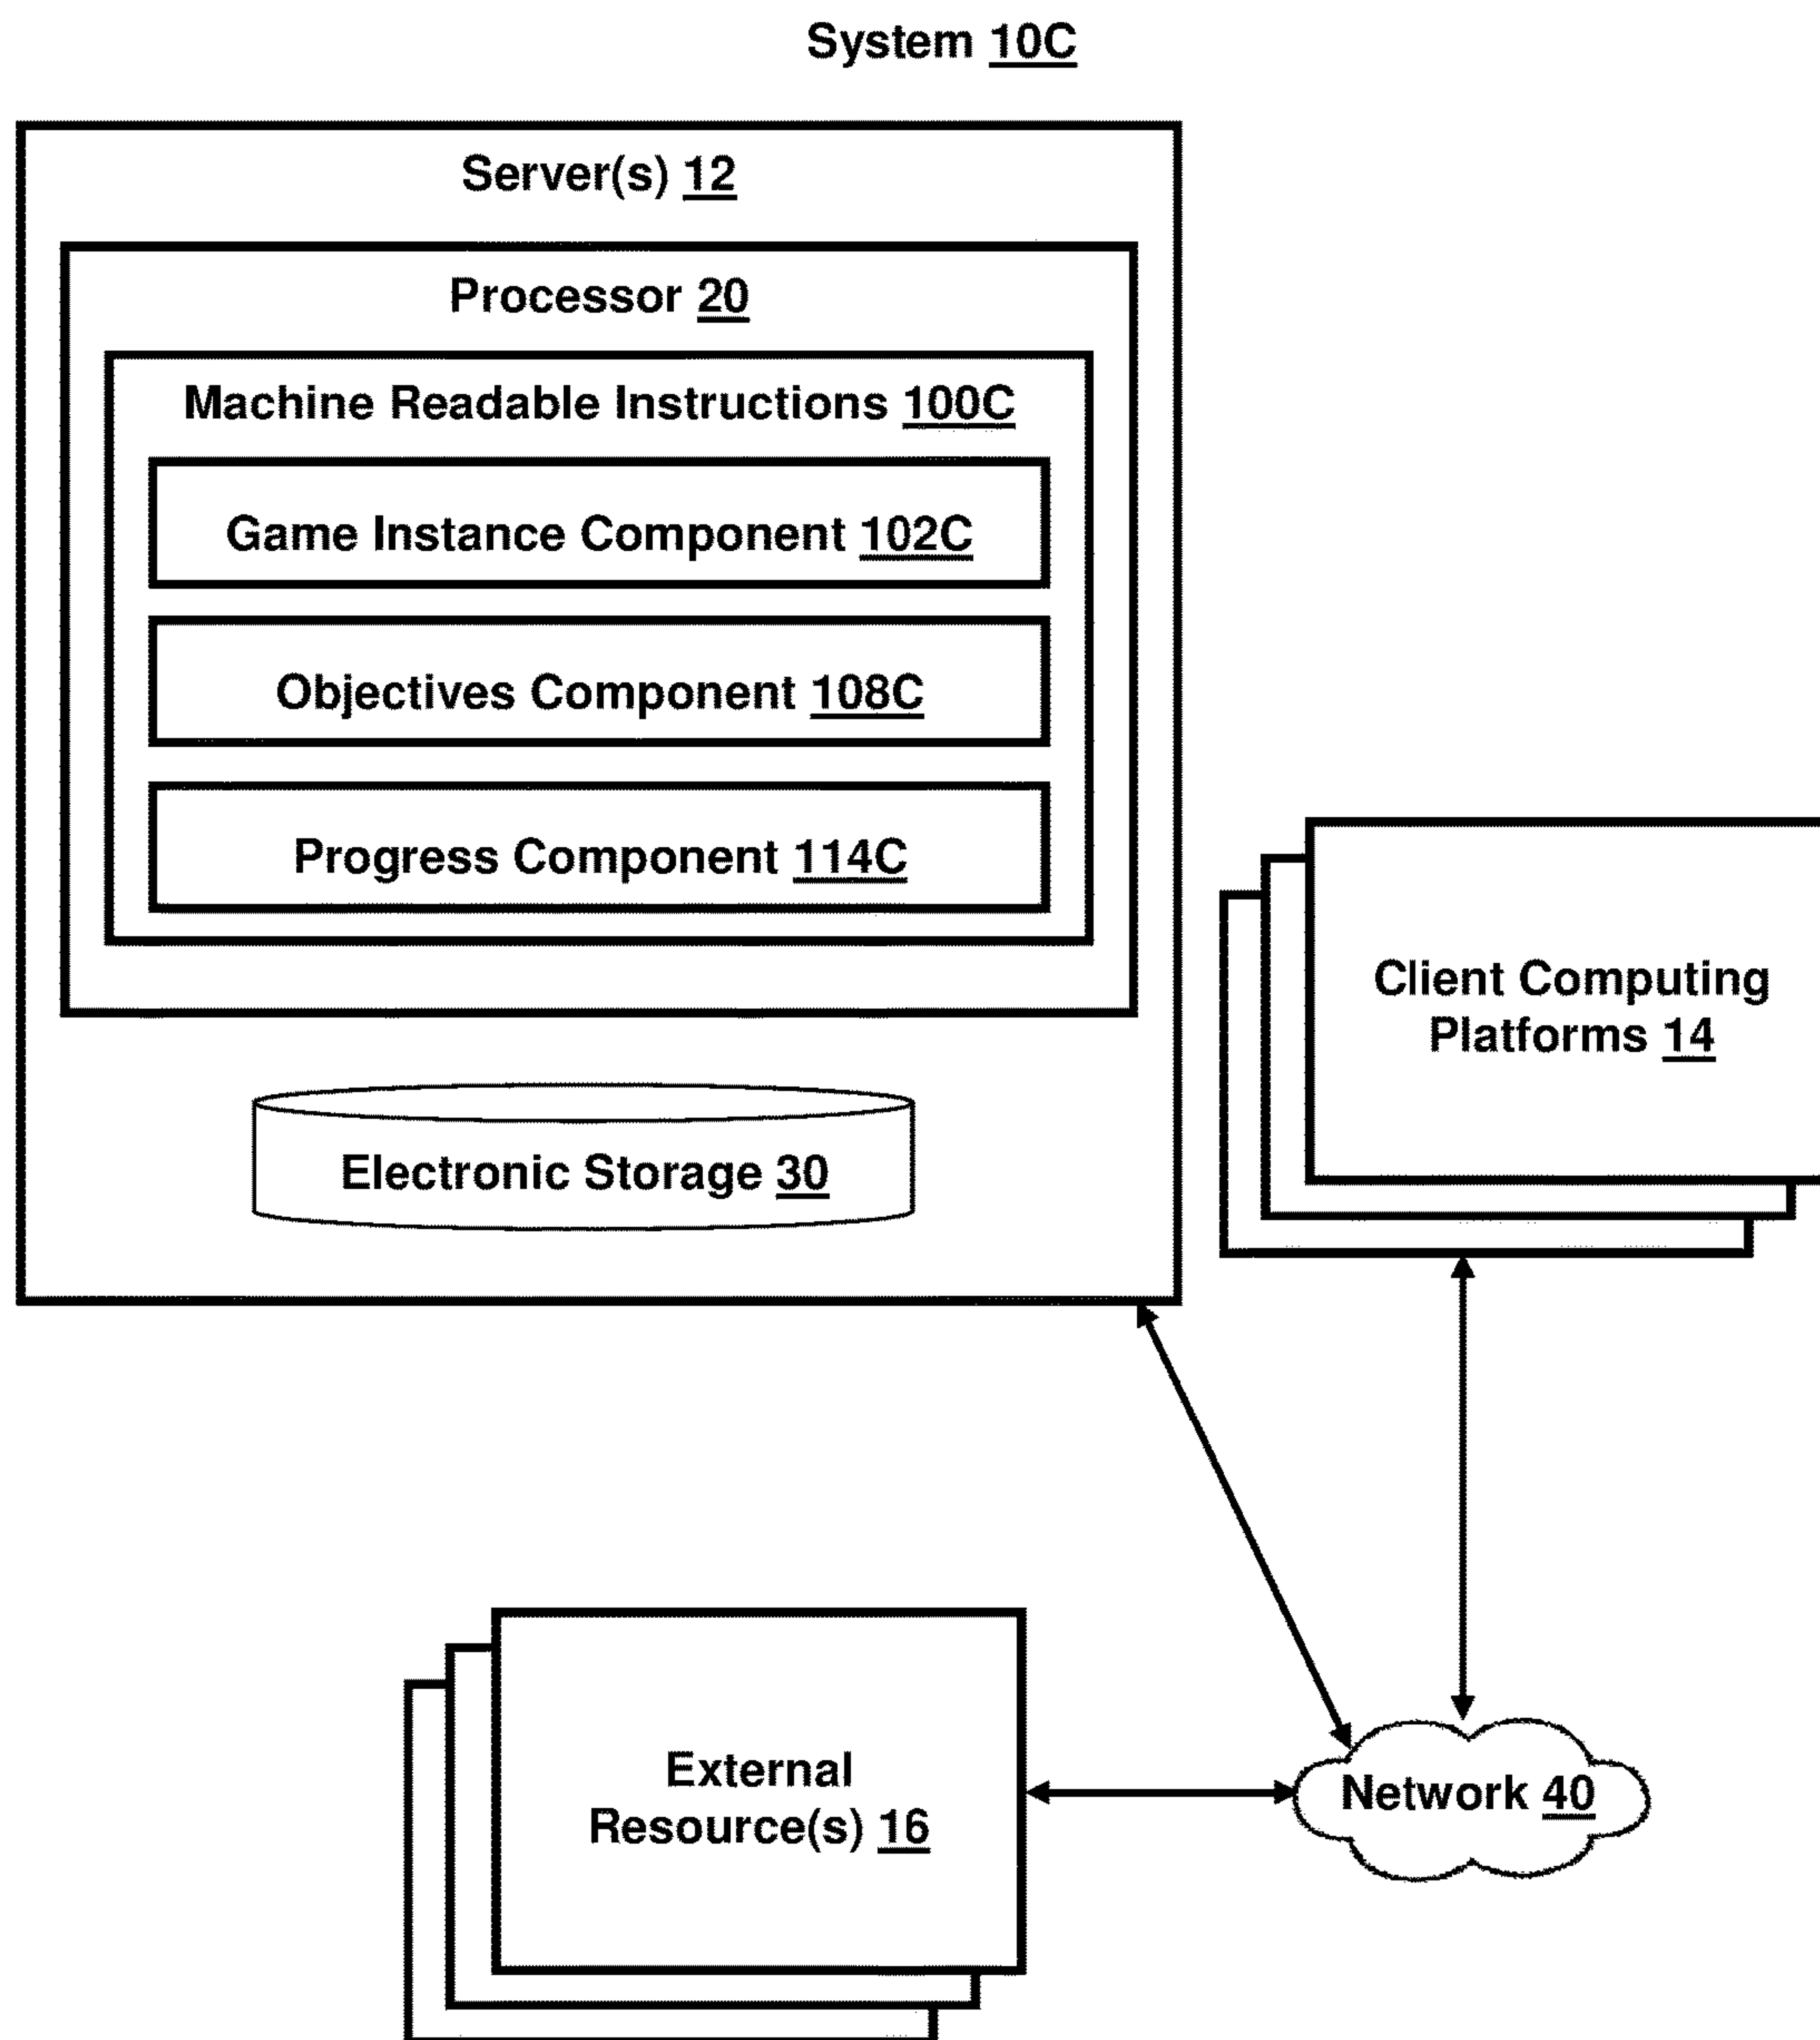 System 10C
Server(s) 12
Processor 20
Machine Readable Instructions 100C
Game Instance Component 102C
Objectives Component 108C
Progress Component 114C
Electronic Storage 30
Client Computing
Platforms 14
External
Resource(s) 16
Network 40